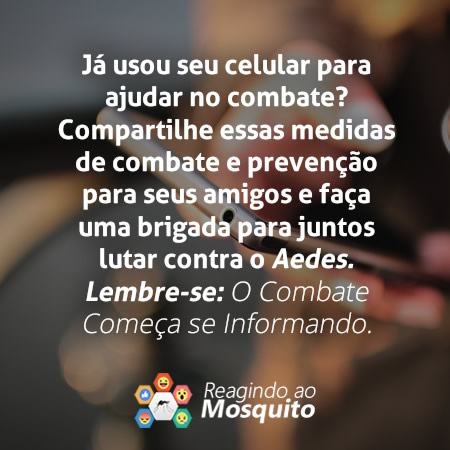 Já usou seu celular para
ajudar no combate?
Compartilhe essas medidas
de combate e prevenção
para seus amigos e faça
uma brigada para juntos
lutar contra o Aedes.
Lembre-se: O Combate
Começa se Informando.
Reagindo ao
Mosquito